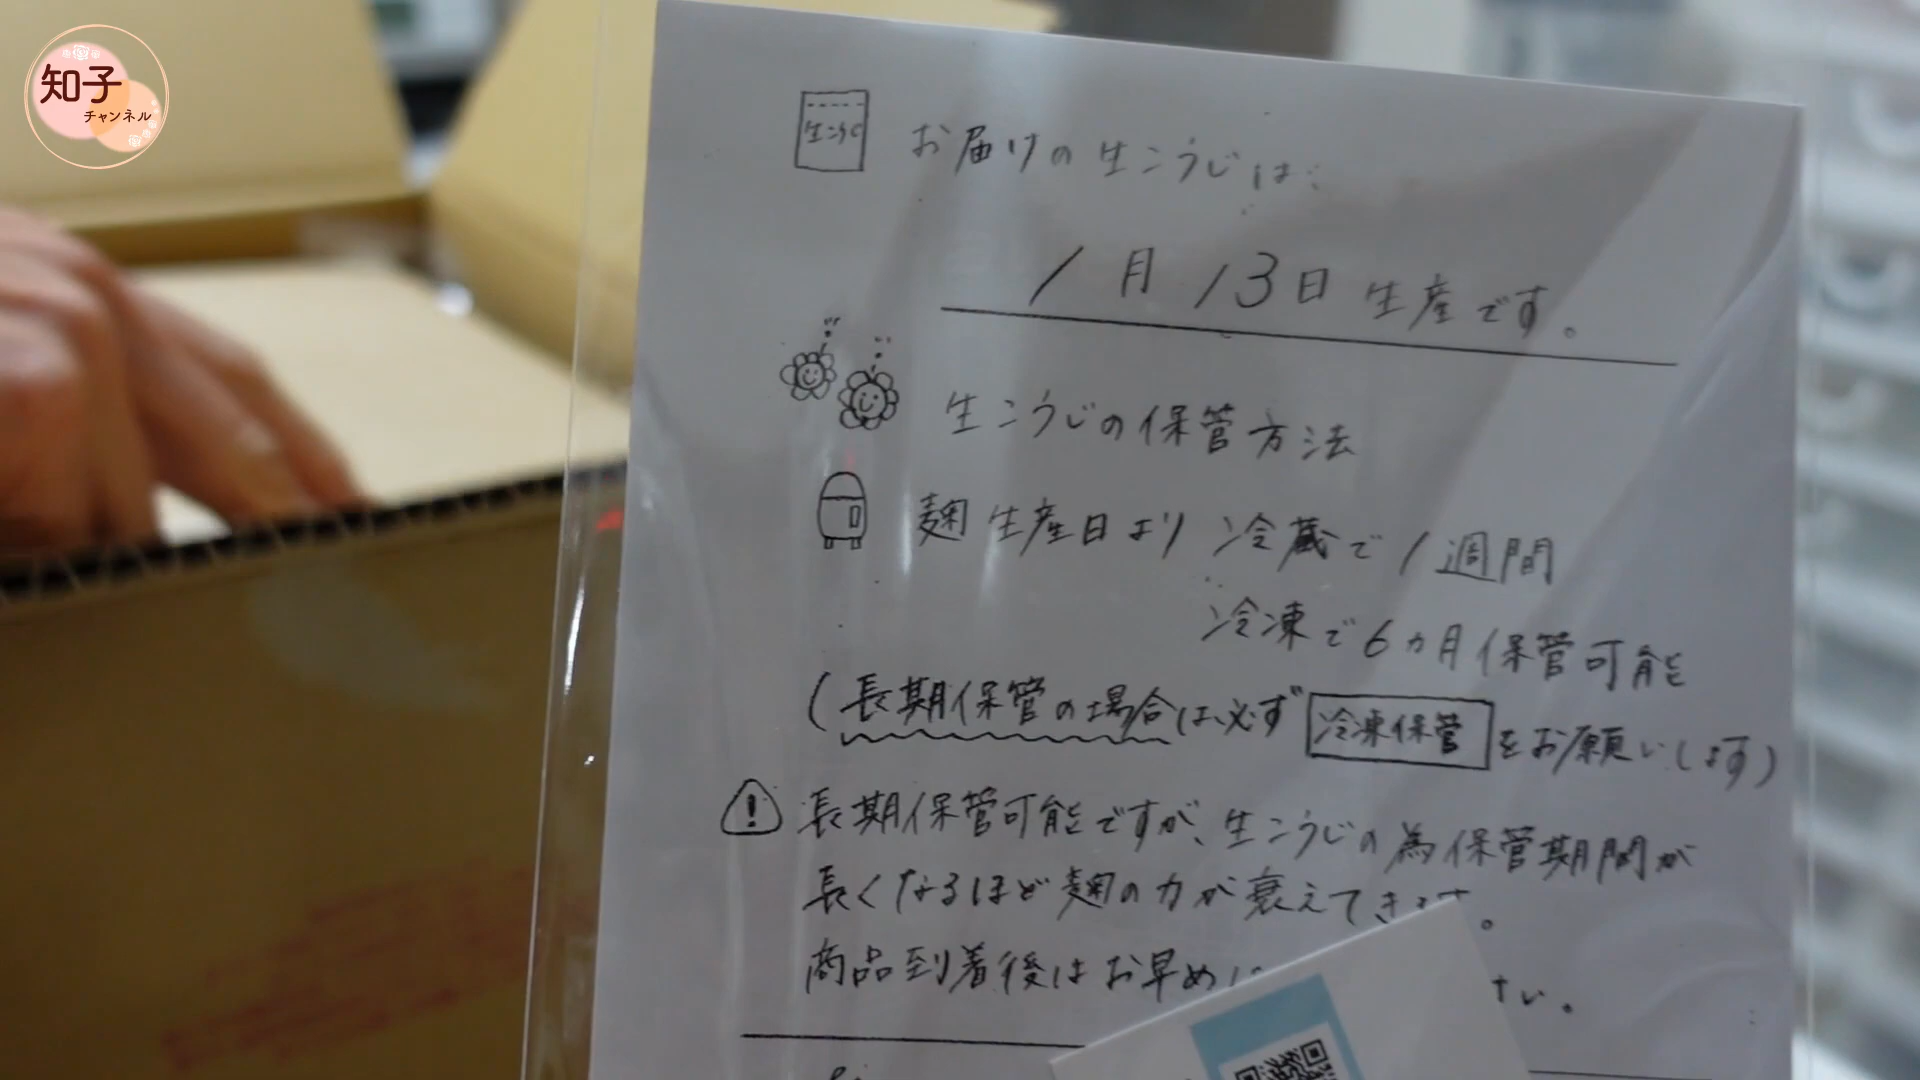 知子
チャンネル
生こうじ
お届けの生こうじは、
1月13日生産です。
生こうじの保管方法
麹生産日より 冷蔵で1週間
冷凍で6ヵ月保管可能
(長期保管の場合は必ず 冷凍保管 をお願いします)
長期保管可能ですが、生こうじの為保管期間が
長くなるほど麹の力が衰えてきます。
商品到着後はお早め
さい。